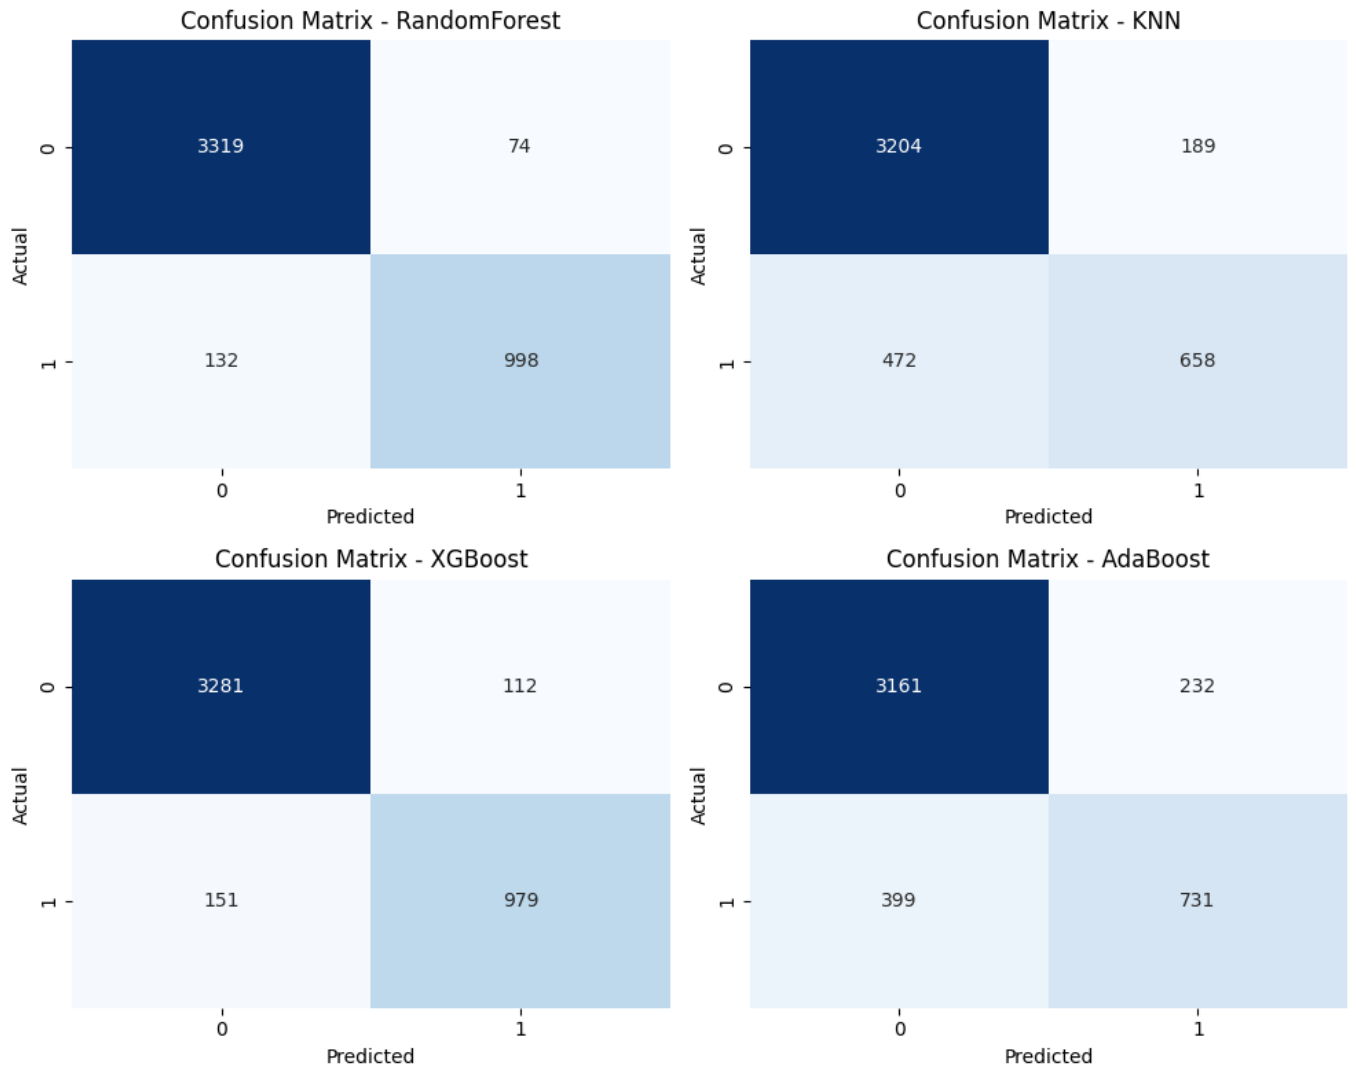 Confusion Matrix - RandomForest
Actual
0
3319 74
1
132 998
0 1
Predicted
Confusion Matrix - KNN
Actual
0
3204 189
1
472 658
0 1
Predicted
Confusion Matrix - XGBoost
Actual
0
3281 112
1
151 979
0 1
Predicted
Confusion Matrix - AdaBoost
Actual
0
3161 232
1
399 731
0 1
Predicted